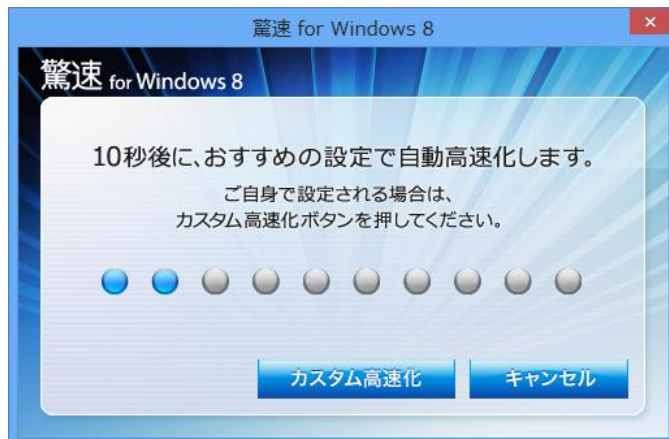 驚速 for Windows 8
驚速 for Windows 8
10秒後に、おすすめの設定で自動高速化します。
ご自身で設定される場合は、
カスタム高速化ボタンを押してください。
カスタム高速化 キャンセル